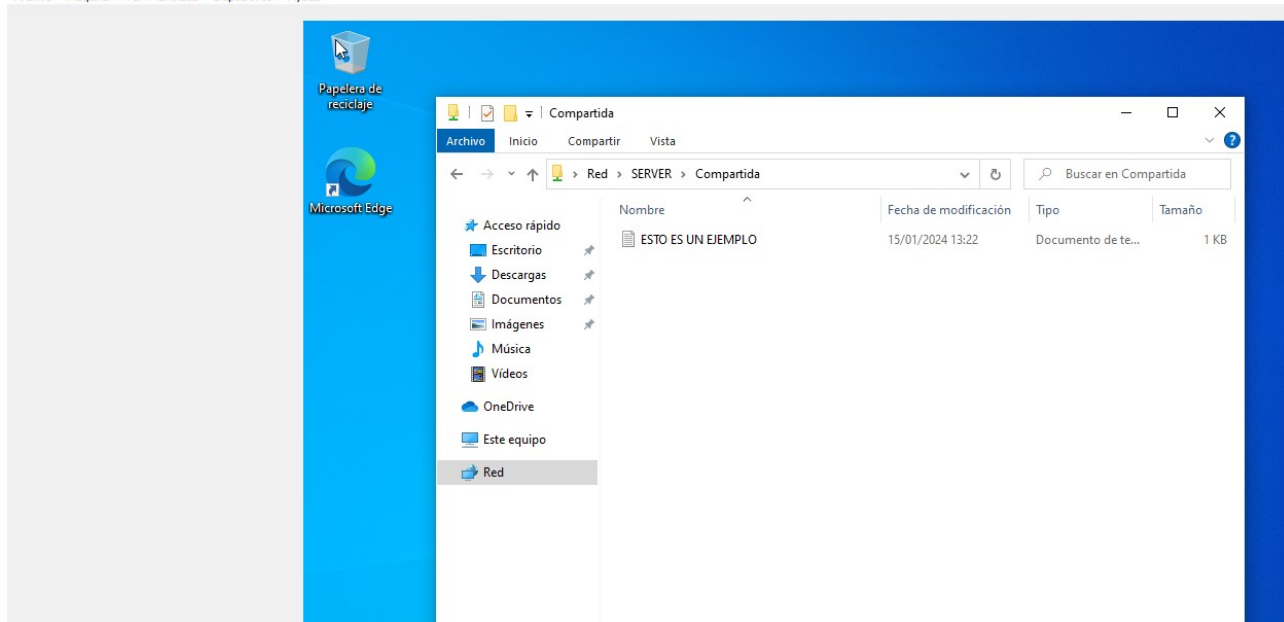 Papelera de
reciclaje
Microsoft Edge
Compartida
Archivo Inicio Compartir Vista
Red > SERVER > Compartida
Buscar en Compartida
Nombre Fecha de modificación Tipo Tamaño
ESTO ES UN EJEMPLO 15/01/2024 13:22 Documento de te... 1 KB
Acceso rápido
Escritorio
Descargas
Documentos
Imágenes
Música
Vídeos
OneDrive
Este equipo
Red